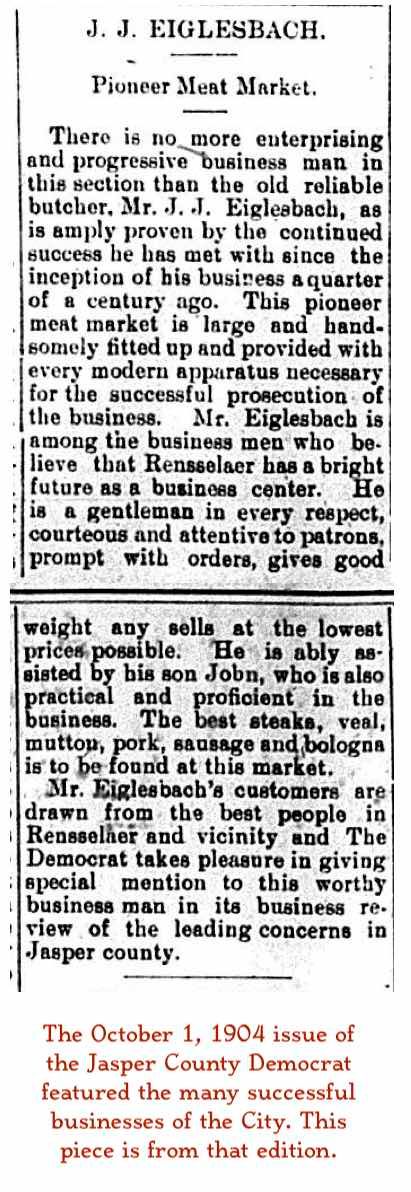 J. J. EIGLESBACH.
Pioneer Meat Market.
There is no more enterprising
and progressive business man in
this section than the old reliable
butcher, Mr. J. J. Eiglesbach, as
is amply proven by the continued
success he has met with since the
inception of his business a quarter
of a century ago. This pioneer
meat market is large and hand-
somely fitted up and provided with
every modern apparatus necessary
for the successful prosecution of
the business. Mr. Eiglesbach is
among the business men who be-
lieve that Rensselaer has a bright
future as a business center. He
is a gentleman in every respect,
courteous and attentive to patrons,
prompt with orders, gives good
weight any sells at the lowest
prices possible. He is ably as-
sisted by his son Jobn, who is also
practical and proficient in the
business. The best steaks, veal,
mutton, pork, sausage and bologna
is to be found at this market.
Mr. Eiglesbach's customers are
drawn from the best people in
Rensselaer and vicinity and The
Democrat takes pleasure in giving
special mention to this worthy
business man in its business re-
view of the leading concerns in
Jasper county.
The October 1, 1904 issue of
the Jasper County Democrat
featured the many successful
businesses of the City. This
piece is from that edition.